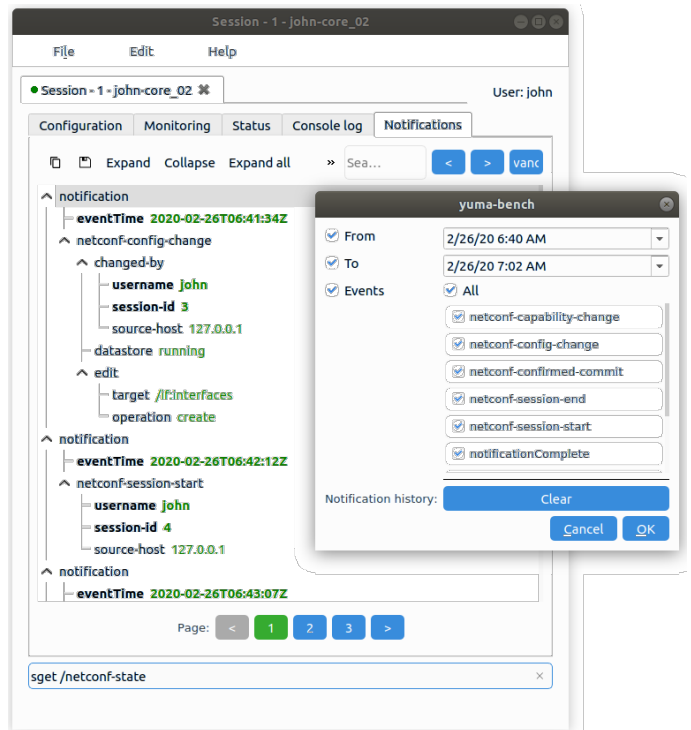 Session - 1 - john-core_02
File Edit Help
Session - 1 - john-core_02
User: john
Configuration Monitoring Status Console log Notifications
Expand Collapse Expand all » Sea... < > vanc
notification
eventTime 2020-02-26T06:41:34Z
netconf-config-change
changed-by
username john
session-id 3
source-host 127.0.0.1
datastore running
edit
target /if:interfaces
operation create
notification
eventTime 2020-02-26T06:42:12Z
netconf-session-start
username john
session-id 4
source-host 127.0.0.1
notification
eventTime 2020-02-26T06:43:07Z
Page: < 1 2 3 >
sget /netconf-state
yuma-bench
From 2/26/20 6:40 AM
To 2/26/20 7:02 AM
Events All
netconf-capability-change
netconf-config-change
netconf-confirmed-commit
netconf-session-end
netconf-session-start
notificationComplete
Notification history: Clear
Cancel OK